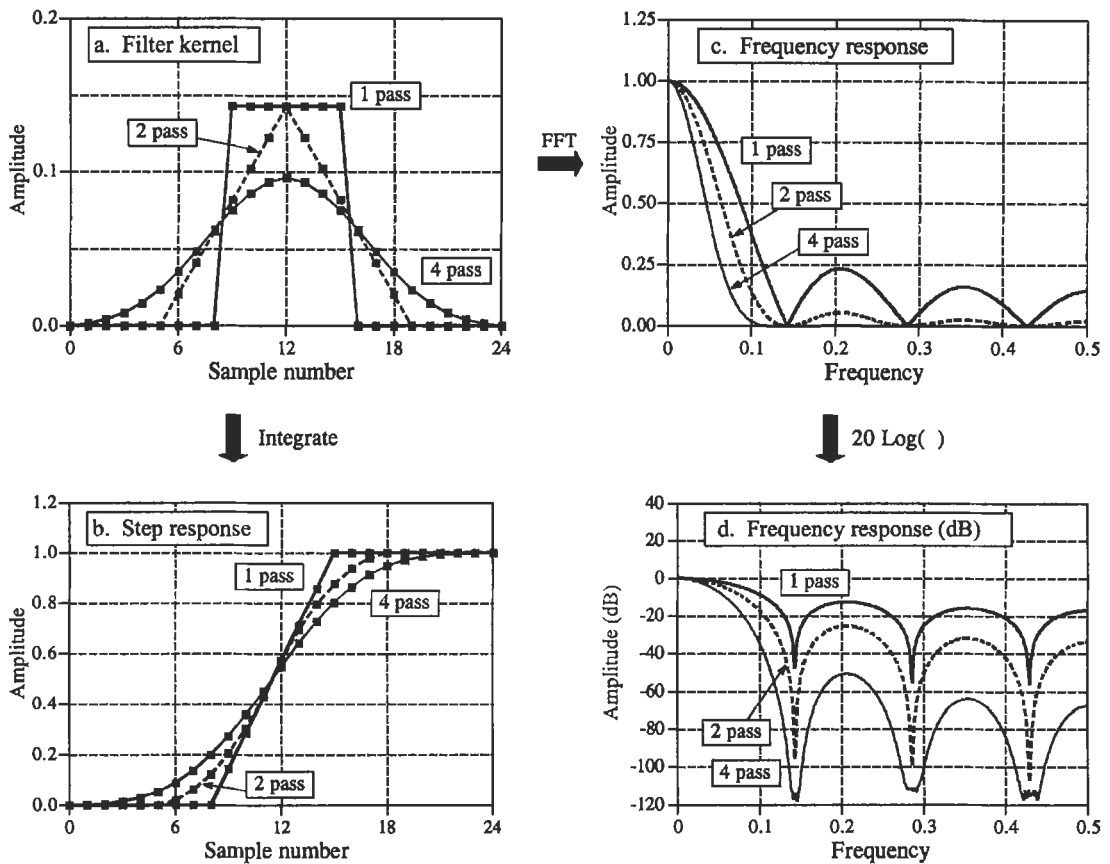 a. Filter kernel
0.2
0.1
0.0
Amplitude
1 pass
2 pass
4 pass
0 6 12 18 24
Sample number
FFT
c. Frequency response
1.25
1.00
0.75
0.50
0.25
0.00
Amplitude
1 pass
2 pass
4 pass
0 0.1 0.2 0.3 0.4 0.5
Frequency
Integrate
20 Log( )
b. Step response
1.2
1.0
0.8
0.6
0.4
0.2
0.0
Amplitude
1 pass
4 pass
2 pass
0 6 12 18 24
Sample number
d. Frequency response (dB)
40
20
0
-20
-40
-60
-80
-100
-120
Amplitude (dB)
1 pass
2 pass
4 pass
0 0.1 0.2 0.3 0.4 0.5
Frequency